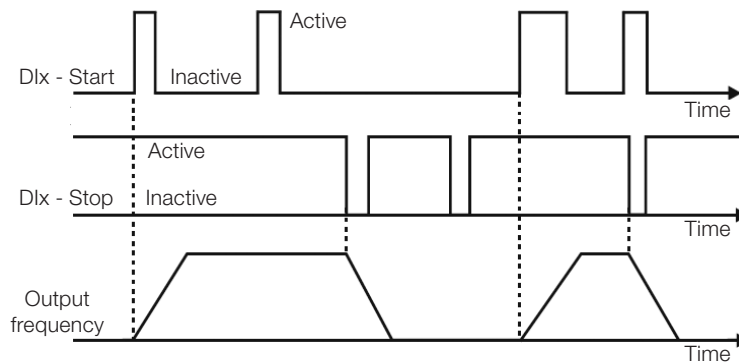 Active
DIx - Start
Inactive
Time
Active
DIx - Stop
Inactive
Time
Output
frequency
Time